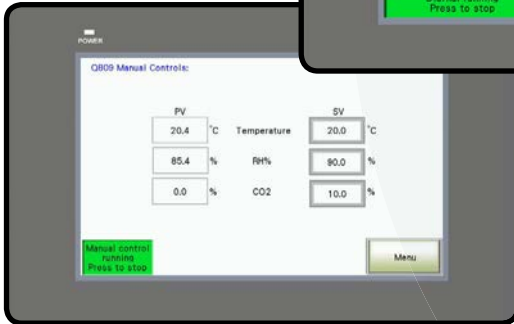 Press to stop
POWER
Q809 Manual Controls:
PV SV
20.4 °C Temperature 20.0 °C
85.4 % RH% 90.0 %
0.0 % CO2 10.0 %
Manual control
running
Press to stop
Menu